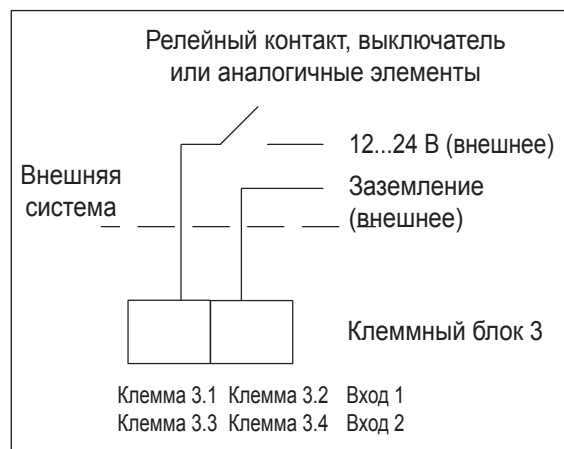 Релейный контакт, выключатель
или аналогичные элементы
12...24 В (внешнее)
Внешняя
система
Заземление
(внешнее)
Клеммный блок 3
Клемма 3.1 Клемма 3.2 Вход 1
Клемма 3.3 Клемма 3.4 Вход 2